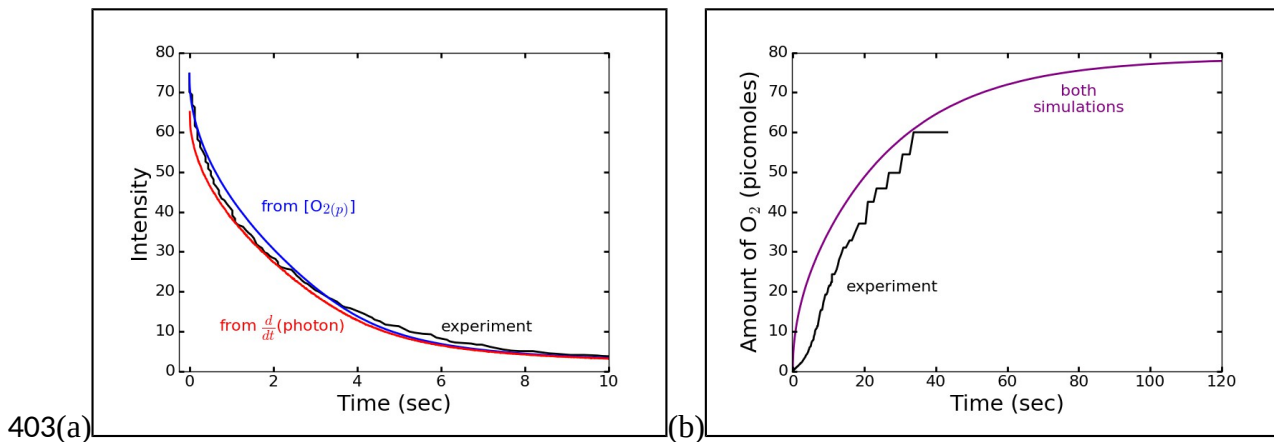 80
70
60
50
40
30
20
10
0
Intensity
from [O2(p)]
from d/dt(photon)
experiment
0 2 4 6 8 10
Time (sec)
403(a)
80
70
60
50
40
30
20
10
0
Amount of O2 (picomoles)
both
simulations
experiment
0 20 40 60 80 100 120
Time (sec)
(b)